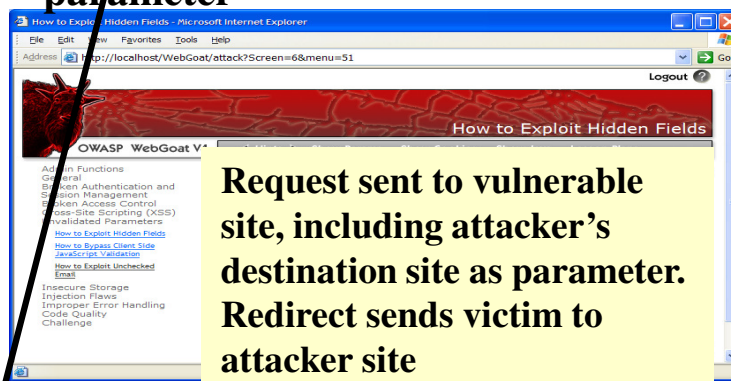 parameter
How to Exploit Hidden Fields - Microsoft Internet Explorer
File Edit View Favorites Tools Help
Address http://localhost/WebGoat/attack?Screen=6&menu=51 Go
Logout ?
How to Exploit Hidden Fields
OWASP WebGoat V4
Admin Functions
General
Broken Authentication and
Session Management
Broken Access Control
Cross-Site Scripting (XSS)
Unvalidated Parameters
How to Exploit Hidden Fields
How to Bypass Client Side
JavaScript Validation
How to Exploit Unchecked
Email
Insecure Storage
Injection Flaws
Improper Error Handling
Code Quality
Challenge
Request sent to vulnerable
site, including attacker’s
destination site as parameter.
Redirect sends victim to
attacker site